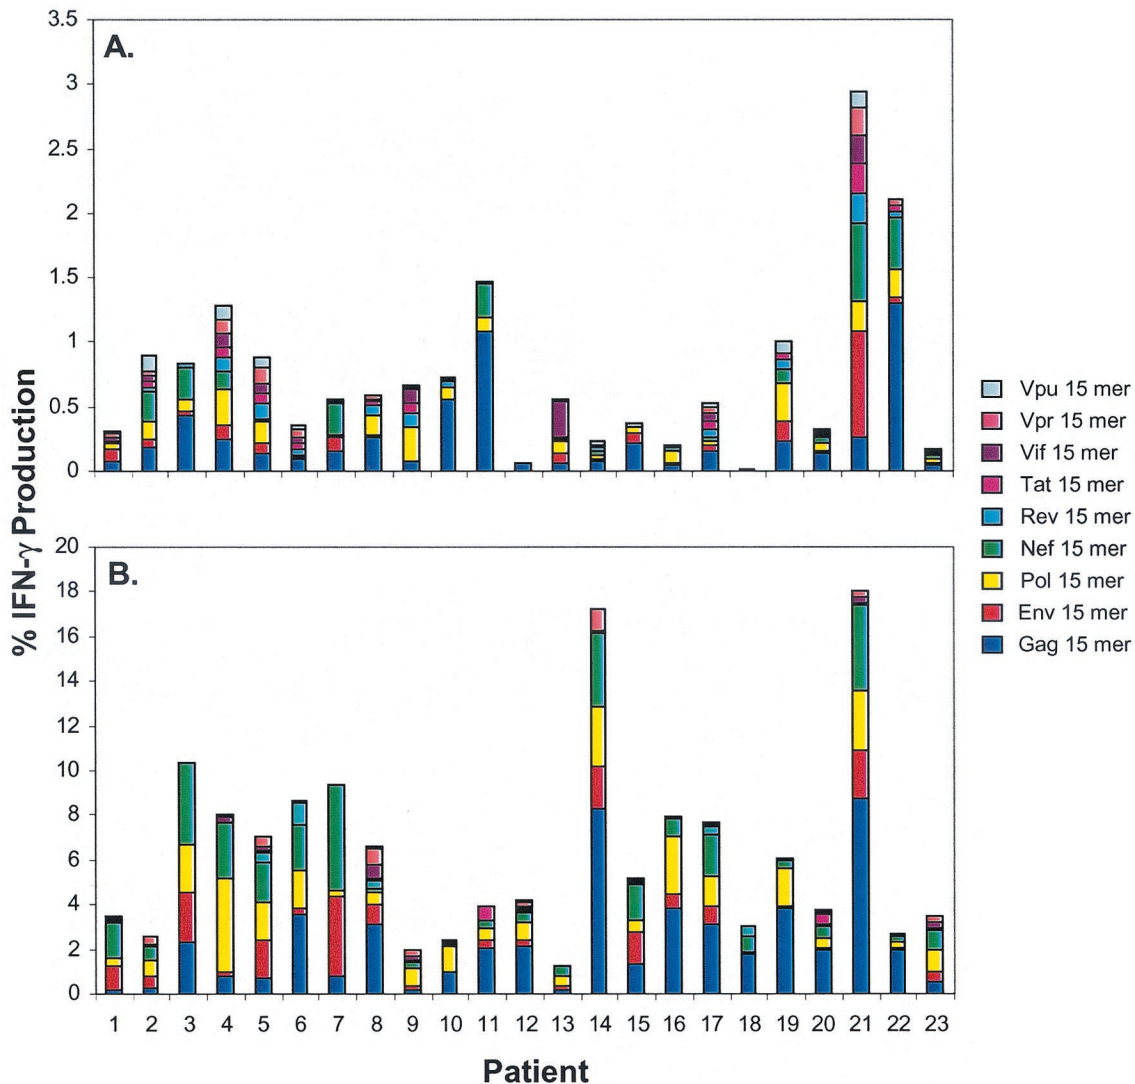 A.
3.5
3
2.5
2
1.5
1
0.5
0
B.
20
18
16
14
12
10
8
6
4
2
0
% IFN-γ Production
1 2 3 4 5 6 7 8 9 10 11 12 13 14 15 16 17 18 19 20 21 22 23
Patient
Vpu 15 mer
Vpr 15 mer
Vif 15 mer
Tat 15 mer
Rev 15 mer
Nef 15 mer
Pol 15 mer
Env 15 mer
Gag 15 mer